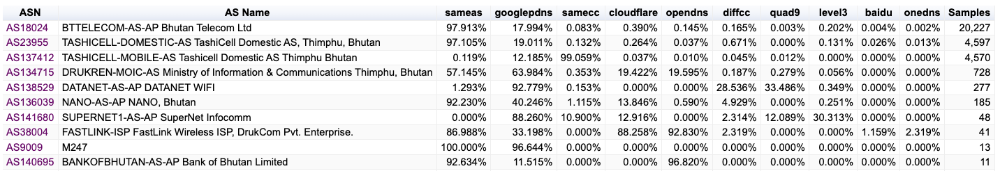 ASN AS Name sameas googlepdns samecc cloudflare opendns diffcc quad9 level3 baidu onedns Samples
AS18024 BTTELECOM-AS-AP Bhutan Telecom Ltd 97.913% 17.994% 0.083% 0.390% 0.145% 0.165% 0.003% 0.202% 0.004% 0.002% 20,227
AS23955 TASHICELL-DOMESTIC-AS TashiCell Domestic AS, Thimphu, Bhutan 97.105% 19.011% 0.132% 0.264% 0.037% 0.671% 0.000% 0.131% 0.026% 0.013% 4,597
AS137412 TASHICELL-MOBILE-AS Tashicell Domestic AS Thimphu Bhutan 0.119% 12.185% 99.059% 0.037% 0.010% 0.045% 0.012% 0.000% 0.000% 0.000% 4,570
AS134715 DRUKREN-MOIC-AS Ministry of Information & Communications Thimphu, Bhutan 57.145% 63.984% 0.353% 19.422% 19.595% 0.187% 0.279% 0.056% 0.000% 0.000% 728
AS138529 DATANET-AS-AP DATANET WIFI 1.293% 92.779% 0.153% 0.000% 0.000% 28.536% 33.486% 0.349% 0.000% 0.000% 277
AS136039 NANO-AS-AP NANO, Bhutan 92.230% 40.246% 1.115% 13.846% 0.590% 4.929% 0.000% 0.251% 0.000% 0.000% 185
AS141680 SUPERNET1-AS-AP SuperNet Infocomm 0.000% 88.260% 10.900% 12.916% 0.000% 2.314% 12.089% 30.313% 0.000% 0.000% 48
AS38004 FASTLINK-ISP FastLink Wireless ISP, DrukCom Pvt. Enterprise. 86.988% 33.198% 0.000% 88.258% 92.830% 2.319% 0.000% 0.000% 1.159% 2.319% 41
AS9009 M247 100.000% 96.644% 0.000% 0.000% 0.000% 0.000% 0.000% 0.000% 0.000% 0.000% 13
AS140695 BANKOFBHUTAN-AS-AP Bank of Bhutan Limited 92.634% 11.515% 0.000% 0.000% 96.820% 0.000% 0.000% 0.000% 0.000% 0.000% 11